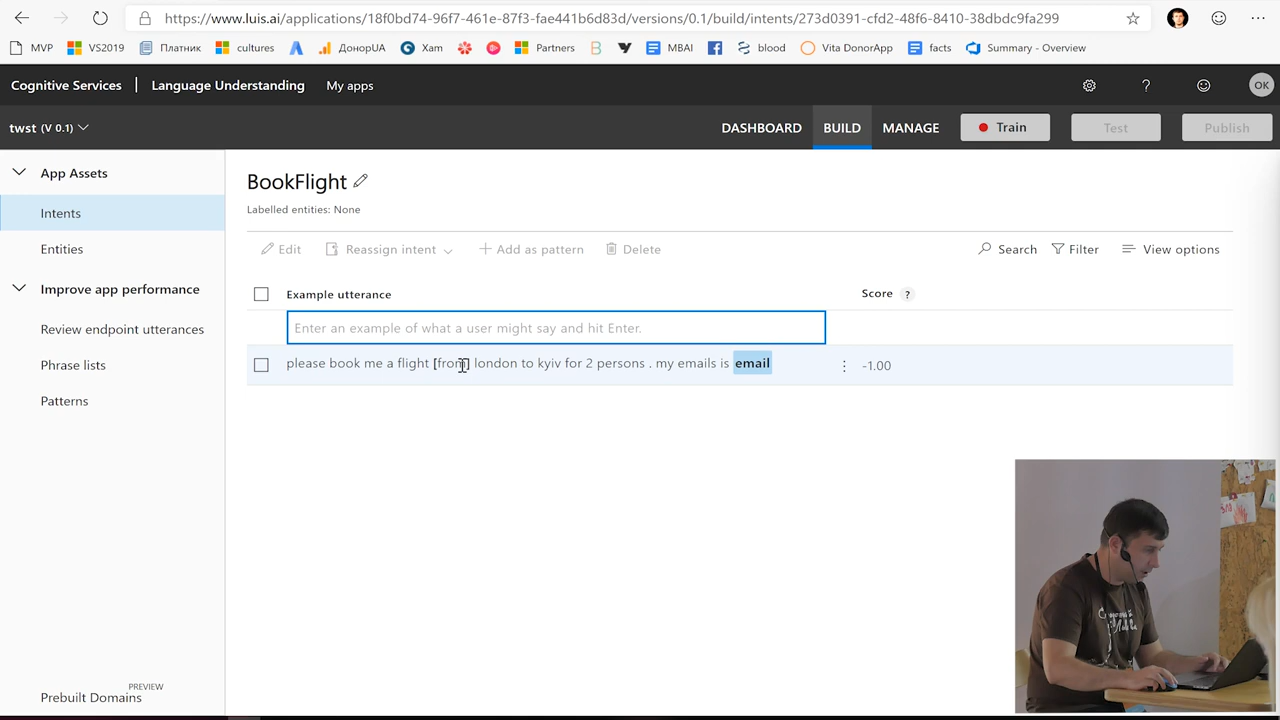 https://www.luis.ai/applications/18f0bd74-96f7-461e-87f3-fae441b6d83d/versions/0.1/build/intents/273d0391-cfd2-48f6-8410-38dbdc9fa299
MVP VS2019 Платник cultures ДонорUA Хам Partners MBAI blood Vita DonorApp facts Summary - Overview
Cognitive Services Language Understanding My apps ? OK
twst (V 0.1) DASHBOARD BUILD MANAGE Train Test Publish
App Assets
Intents
Entities
Improve app performance
Review endpoint utterances
Phrase lists
Patterns
PREVIEW
Prebuilt Domains
BookFlight
Labelled entities: None
Edit Reassign intent Add as pattern Delete Search Filter View options
Example utterance Score ?
Enter an example of what a user might say and hit Enter.
please book me a flight [from] london to kyiv for 2 persons . my emails is email -1.00